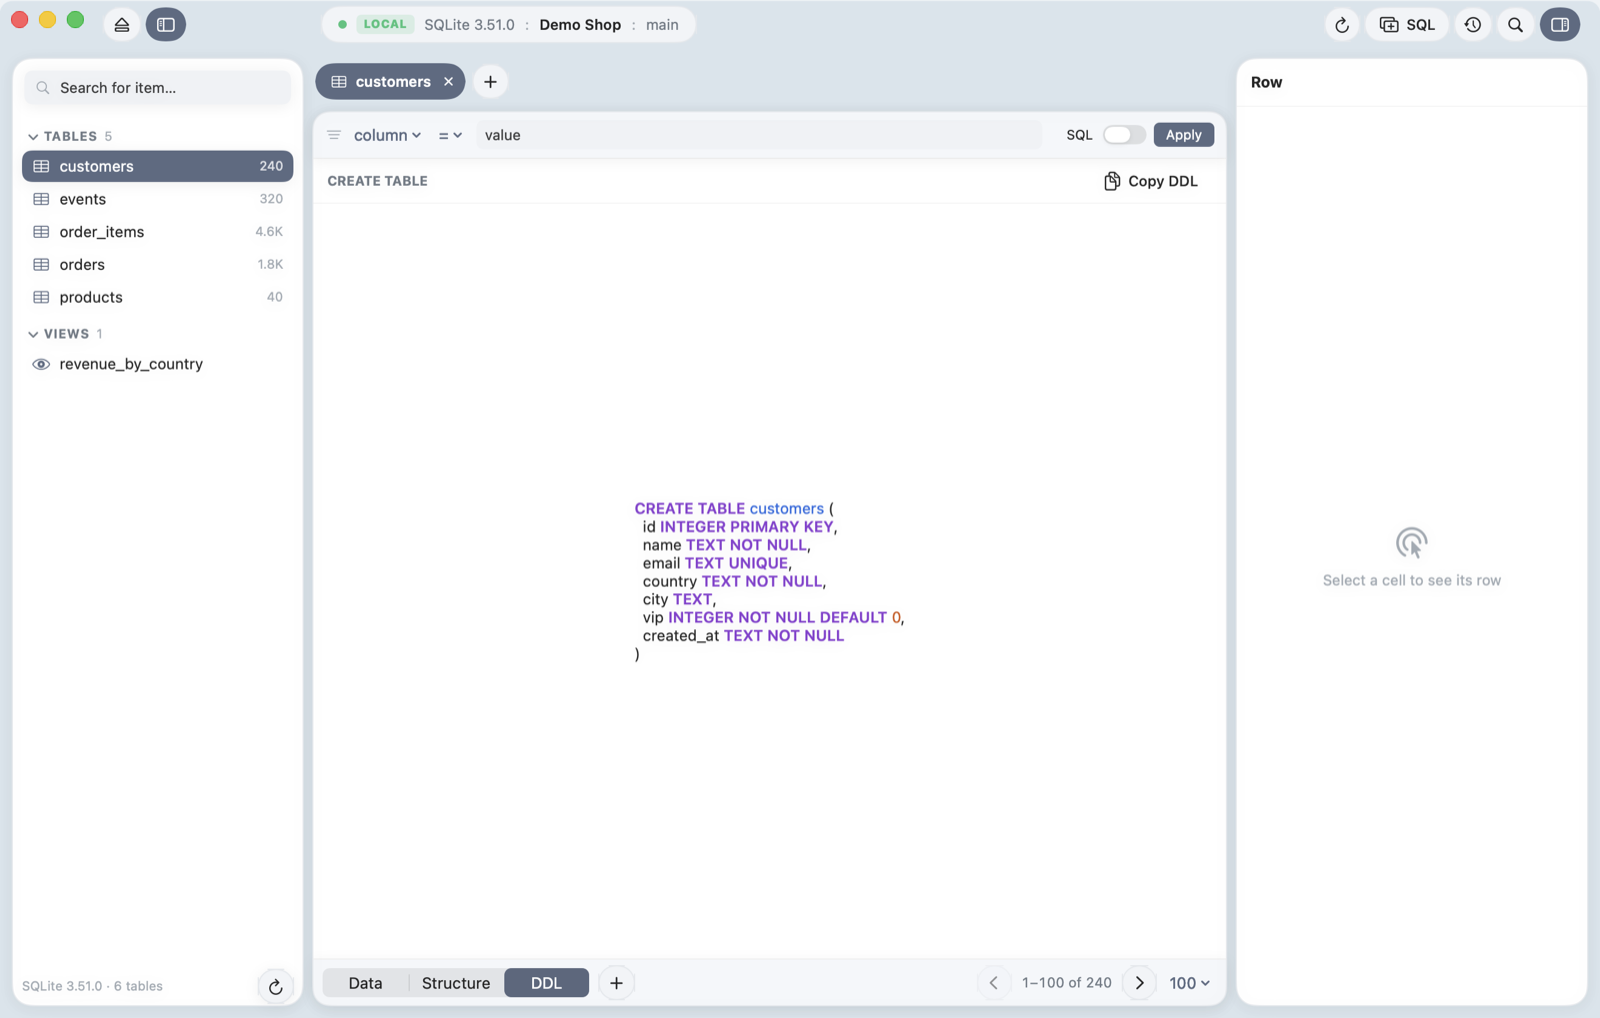 LOCAL SQLite 3.51.0 : Demo Shop : main
SQL
Search for item...
TABLES 5
customers 240
events 320
order_items 4.6K
orders 1.8K
products 40
VIEWS 1
revenue_by_country
SQLite 3.51.0 · 6 tables
customers
column = value SQL Apply
CREATE TABLE Copy DDL
CREATE TABLE customers (
id INTEGER PRIMARY KEY,
name TEXT NOT NULL,
email TEXT UNIQUE,
country TEXT NOT NULL,
city TEXT,
vip INTEGER NOT NULL DEFAULT 0,
created_at TEXT NOT NULL
)
Data Structure DDL 1–100 of 240 100
Row
Select a cell to see its row